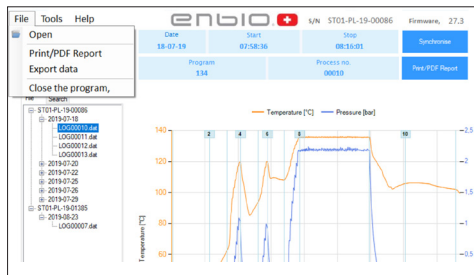 File Tools Help
enbio.
S/N ST01-PL-19-00086 Firmware, 27.3
Open
Print/PDF Report
Export data
Close the program,
Date Start Stop
18-07-19 07:58:36 08:16:01
Synchronise
Program Process no.
134 00010
Print/PDF Report
File Search
ST01-PL-19-00086
2019-07-18
LOG00010.dat
LOG00011.dat
LOG00012.dat
LOG00013.dat
2019-07-20
2019-07-22
2019-07-25
2019-07-26
2019-07-29
ST01-PL-19-01385
2019-08-23
LOG00007.dat
Temperature [°C] Pressure [bar]
2 4 6 8 10
140 2.5
120 2
100 1.5
80 1
60 0.5
Temperature [°C]